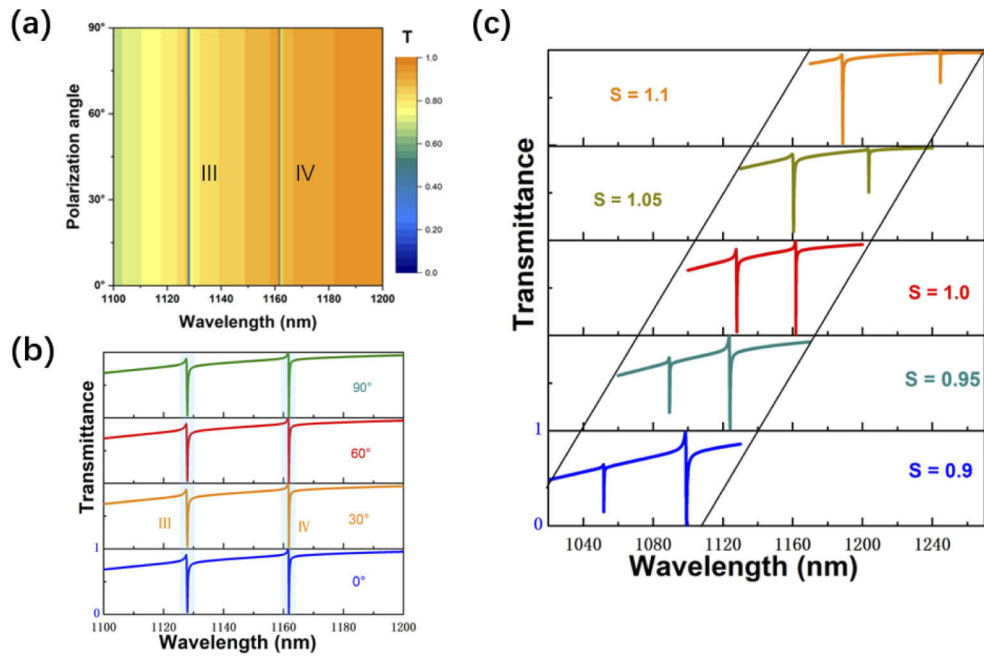 (a)
90°
60°
30°
0°
Polarization angle
III
IV
1100
1120
1140
1160
1180
1200
Wavelength (nm)
T
1.0
0.80
0.60
0.40
0.20
0.0
(b)
Transmittance
90°
60°
III
IV
30°
1
0
0°
1100
1120
1140
1160
1180
1200
Wavelength (nm)
(c)
Transmittance
S = 1.1
S = 1.05
S = 1.0
S = 0.95
1
S = 0.9
0
1040
1080
1120
1160
1200
1240
Wavelength (nm)